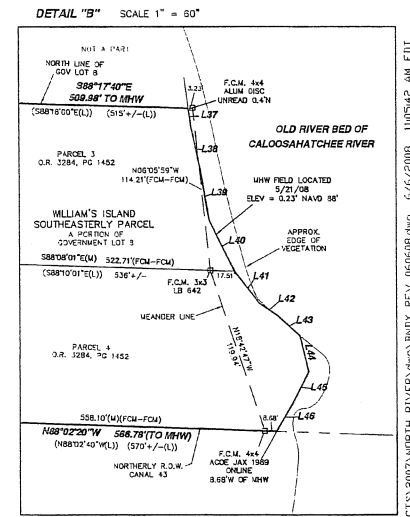 DETAIL "B" SCALE 1" = 60"
NOT A PART
NORTH LINE OF
GOV LOT 8
S88°17'40"E
509.98' TO MHW
(515'+/-(L))
3.23'
F.C.M. 4x4
ALUM DISC
UNREAD 0.4'N
L37
OLD RIVER BED OF
CALOOSAHATCHEE RIVER
L38
PARCEL 3
O.R. 3284, PG 1452
N06°05'59"W
114.21'(FCM-FCM)
MHW FIELD LOCATED
5/21/08
ELEV = 0.23' NAVD 88'
L39
WILLIAM'S ISLAND
SOUTHEASTERLY PARCEL
A PORTION OF
GOVERNMENT LOT 8
L40
APPROX.
EDGE OF
VEGETATION
S88°08'01"E(M) 522.71'(FCM-FCM)
(S88°10'01"E(L)) 536'+/-
17.51'
L41
F.C.M. 3x3
LB 642
L42
MEANDER LINE
L43
N18°42'47"W
119.94'
L44
PARCEL 4
O.R. 3284, PG 1452
L45
558.10'(M)(FCM-FCM)
8.68'
L46
N88°02'20"W 566.78'(TO MHW)
(N88°02'40"W(L)) (570'+/-(L))
F.C.M. 4x4
ACOE JAX 1989
ONLINE
8.68'W OF MHW
NORTHERLY R.O.W.
CANAL 43
6/6/2008